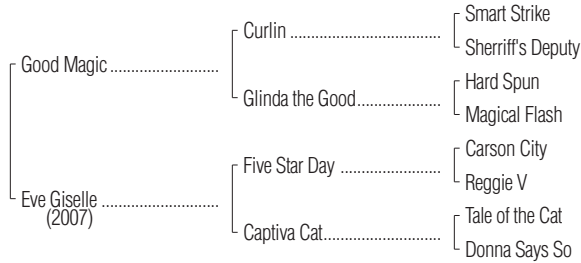 Smart Strike
Curlin
Sherriff's Deputy
Good Magic
Hard Spun
Glinda the Good
Magical Flash
Carson City
Five Star Day
Reggie V
Eve Giselle
(2007)
Tale of the Cat
Captiva Cat
Donna Says So